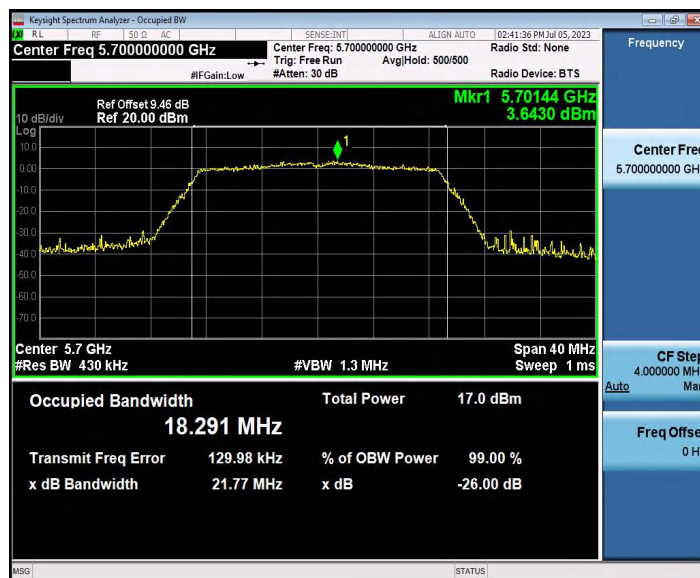 Keysight Spectrum Analyzer - Occupied BW
LXI RL RF 50 Ω AC SENSE:INT ALIGN AUTO 02:41:36 PM Jul 05, 2023
Center Freq 5.700000000 GHz
Center Freq: 5.700000000 GHz
Radio Std: None
Trig: Free Run Avg|Hold: 500/500
#IFGain:Low #Atten: 30 dB Radio Device: BTS
Ref Offset 9.46 dB
10 dB/div Ref 20.00 dBm
Mkr1 5.70144 GHz
3.6430 dBm
Log
10.0
0.00
-10.0
-20.0
-30.0
-40.0
-50.0
-60.0
-70.0
1
Center 5.7 GHz Span 40 MHz
#Res BW 430 kHz #VBW 1.3 MHz Sweep 1 ms
Occupied Bandwidth Total Power 17.0 dBm
18.291 MHz
Transmit Freq Error 129.98 kHz % of OBW Power 99.00 %
x dB Bandwidth 21.77 MHz x dB -26.00 dB
MSG STATUS
Frequency
Center Fre
5.700000000 GH
CF Step
4.000000 MH
Auto Ma
Freq Offse
0 H